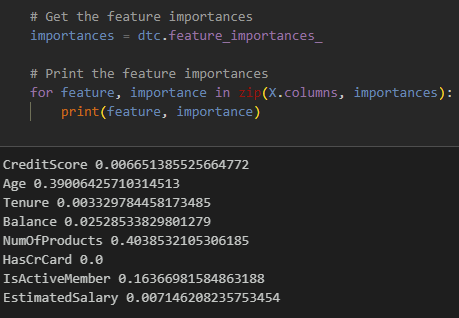 # Get the feature importances
importances = dtc.feature_importances_
# Print the feature importances
for feature, importance in zip(X.columns, importances):
print(feature, importance)
CreditScore 0.006651385525664772
Age 0.39006425710314513
Tenure 0.003329784458173485
Balance 0.02528533829801279
NumOfProducts 0.4038532105306185
HasCrCard 0.0
IsActiveMember 0.16366981584863188
EstimatedSalary 0.007146208235753454